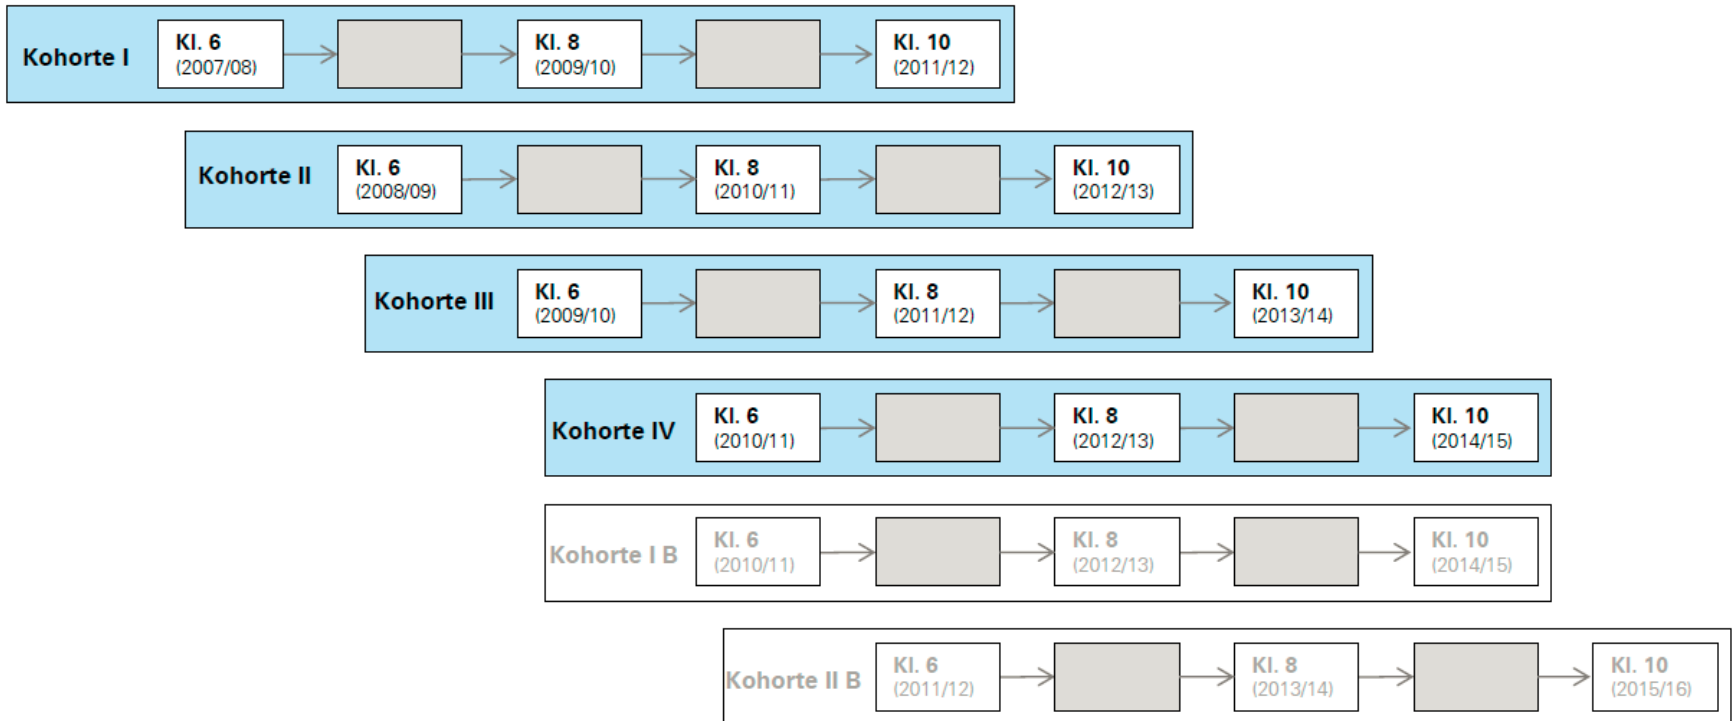 Kohorte I
Kl. 6
(2007/08)
Kl. 8
(2009/10)
Kl. 10
(2011/12)
Kohorte II
Kl. 6
(2008/09)
Kl. 8
(2010/11)
Kl. 10
(2012/13)
Kohorte III
Kl. 6
(2009/10)
Kl. 8
(2011/12)
Kl. 10
(2013/14)
Kohorte IV
Kl. 6
(2010/11)
Kl. 8
(2012/13)
Kl. 10
(2014/15)
Kohorte I B
Kl. 6
(2010/11)
Kl. 8
(2012/13)
Kl. 10
(2014/15)
Kohorte II B
Kl. 6
(2011/12)
Kl. 8
(2013/14)
Kl. 10
(2015/16)